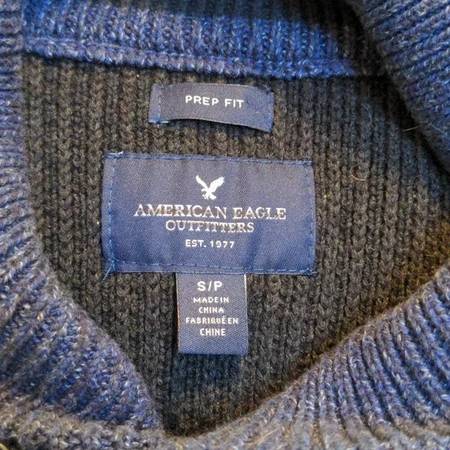 PREP FIT
AMERICAN EAGLE
OUTFITTERS
EST. 1977
S/P
MADE IN
CHINA
FABRIQUÉ EN
CHINE